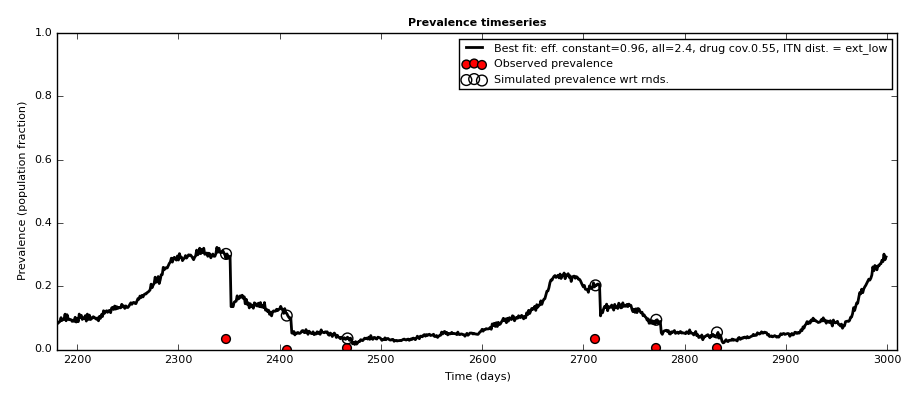 Prevalence timeseries
1.0
0.8
0.6
0.4
0.2
0.0
Prevalence (population fraction)
Best fit: eff. constant=0.96, all=2.4, drug cov.0.55, ITN dist. = ext_low
Observed prevalence
Simulated prevalence wrt rnds.
2200 2300 2400 2500 2600 2700 2800 2900 3000
Time (days)